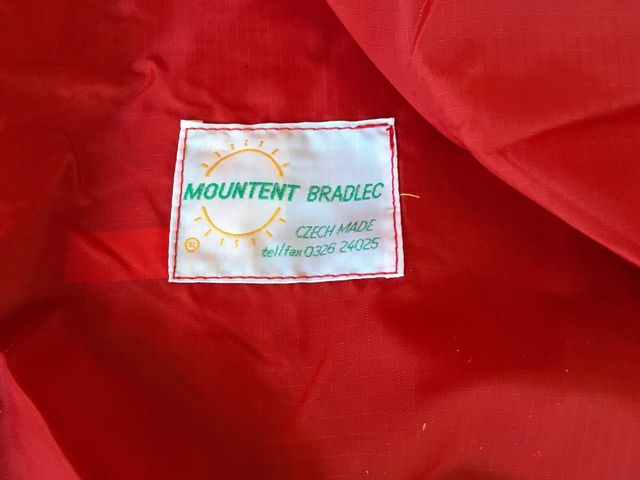 MOUNTENT BRADLEC
CZECH MADE
® tel/fax 0326 24025